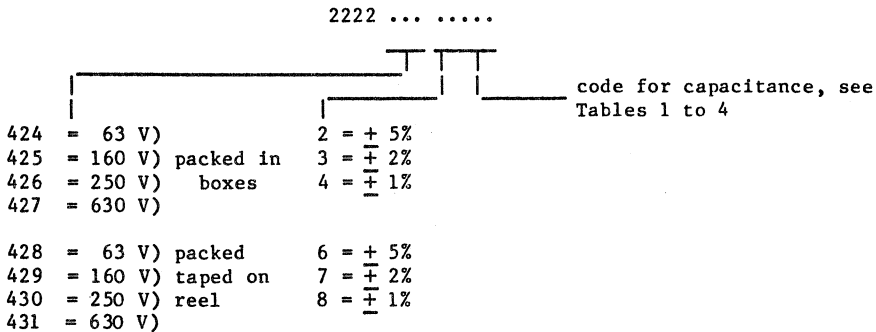 2222 ... .....
code for capacitance, see
Tables 1 to 4
424 = 63 V) 2 = ± 5%
425 = 160 V) packed in 3 = ± 2%
426 = 250 V) boxes 4 = ± 1%
427 = 630 V)
428 = 63 V) packed 6 = ± 5%
429 = 160 V) taped on 7 = ± 2%
430 = 250 V) reel 8 = ± 1%
431 = 630 V)